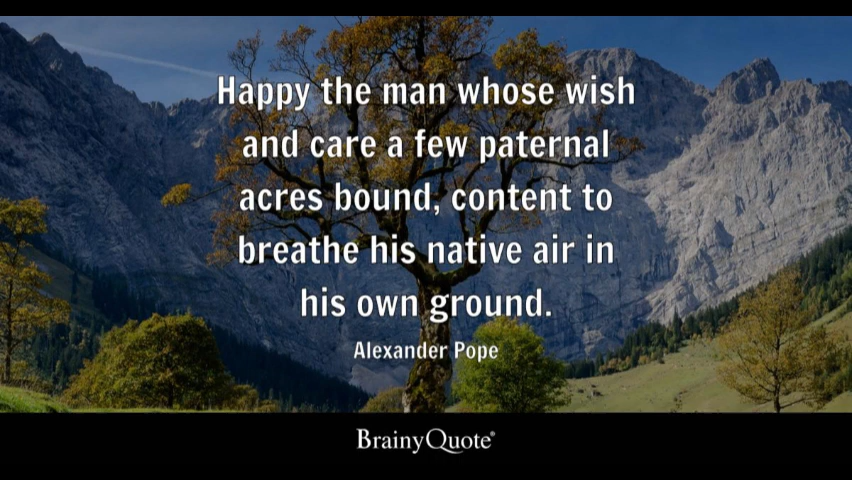 Happy the man whose wish
and care a few paternal
acres bound, content to
breathe his native air in
his own ground.
Alexander Pope
BrainyQuote®